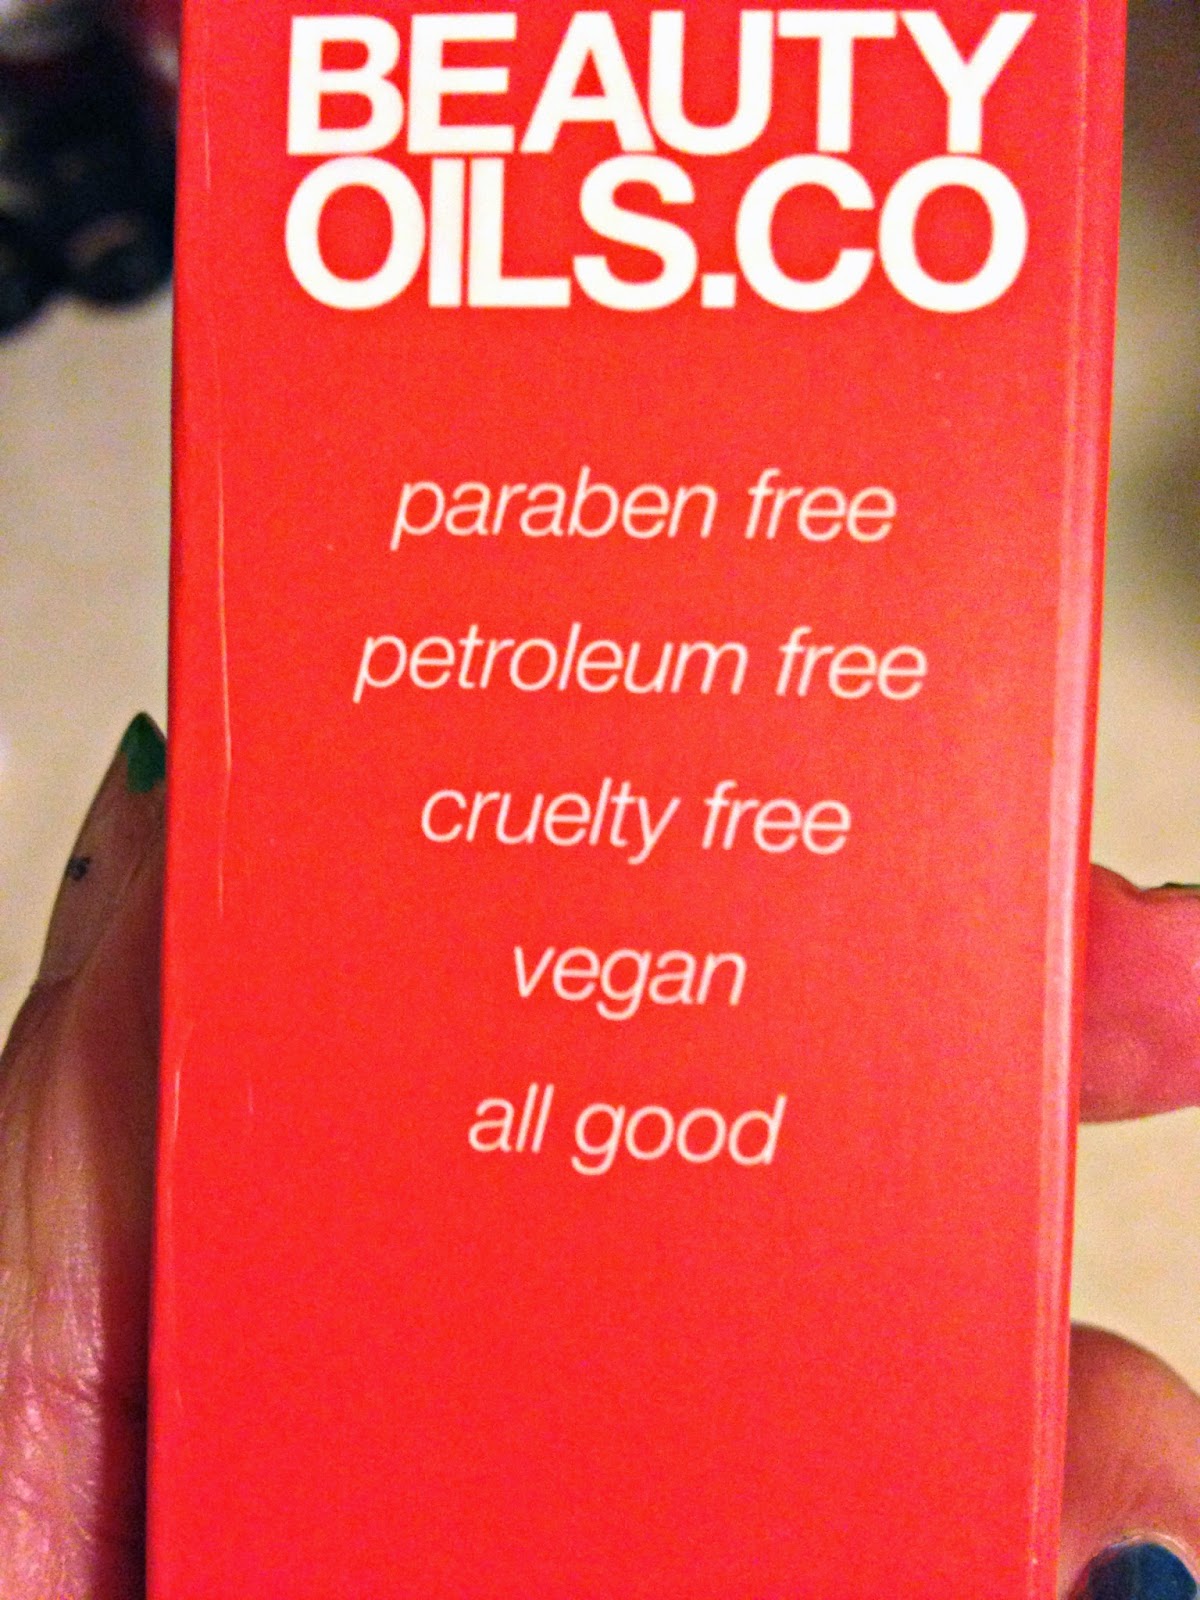 BEAUTY
OILS.CO
paraben free
petroleum free
cruelty free
vegan
all good